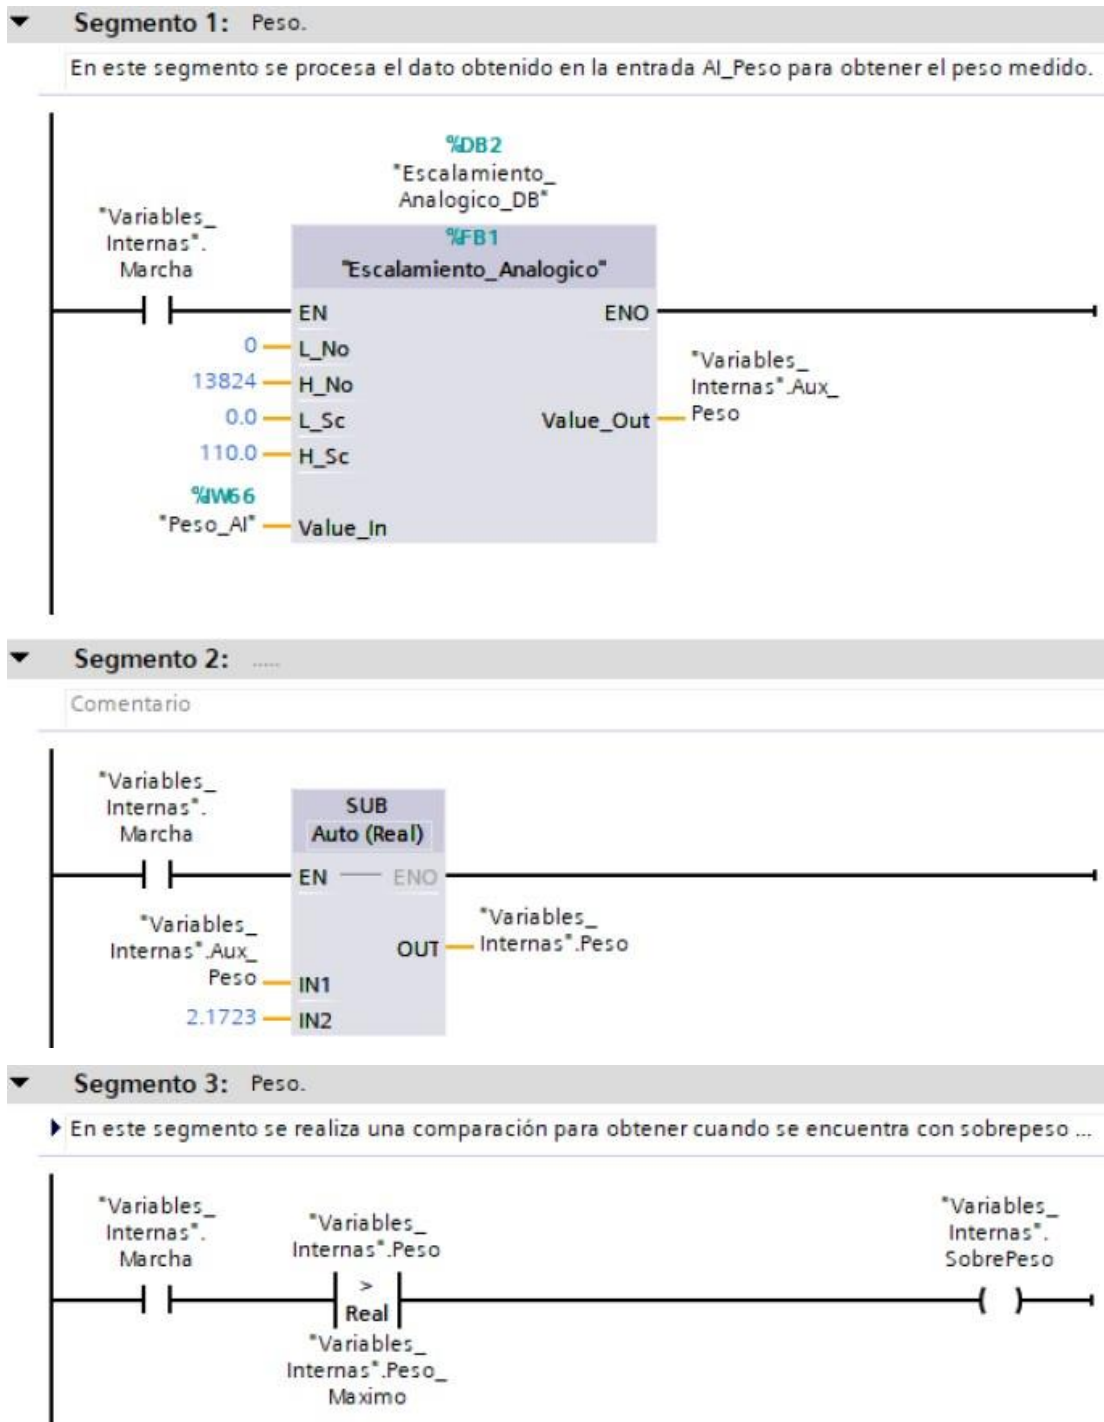 Segmento 1: Peso.
En este segmento se procesa el dato obtenido en la entrada AI_Peso para obtener el peso medido.
%DB2
"Escalamiento_
Analogico_DB"
"Variables_
Internas".
Marcha
%FB1
"Escalamiento_Analogico"
EN
ENO
0
L_No
13824
H_No
0.0
L_Sc
110.0
H_Sc
Value_Out
"Variables_
Internas".Aux_
Peso
%IW66
"Peso_AI"
Value_In
Segmento 2: .....
Comentario
"Variables_
Internas".
Marcha
SUB
Auto (Real)
EN
ENO
"Variables_
Internas".Aux_
Peso
IN1
2.1723
IN2
OUT
"Variables_
Internas".Peso
Segmento 3: Peso.
En este segmento se realiza una comparación para obtener cuando se encuentra con sobrepeso ...
"Variables_
Internas".
Marcha
"Variables_
Internas".Peso
>
Real
"Variables_
Internas".Peso_
Maximo
"Variables_
Internas".
SobrePeso